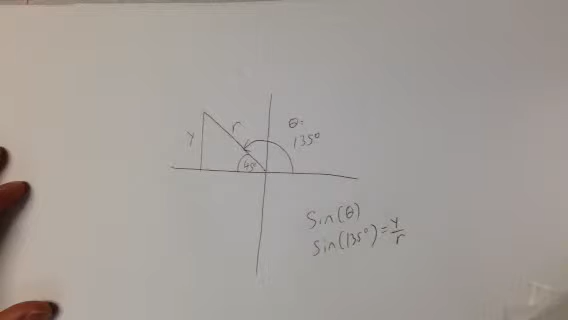 θ=
135°
y
r
45°
Sin(θ)
Sin(135°) = y/r